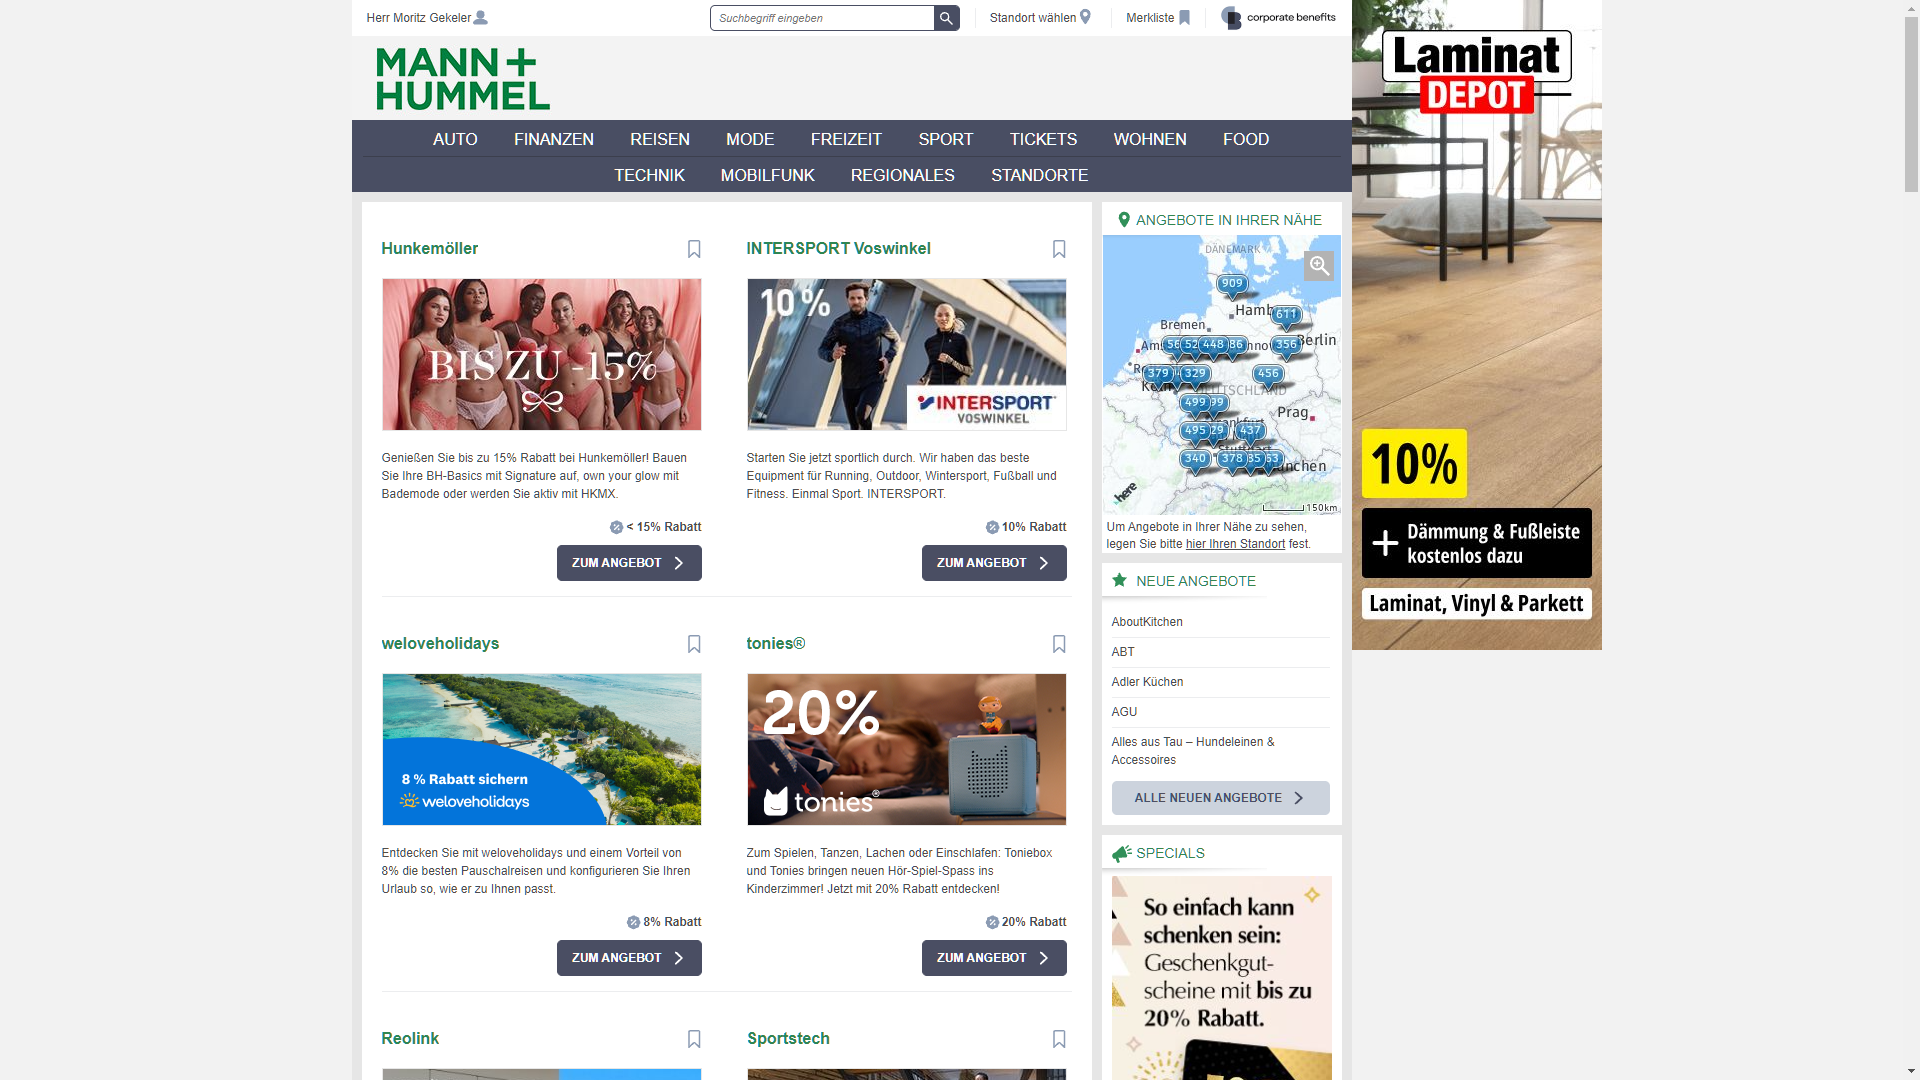 Herr Moritz Gekeler
Suchbegriff eingeben
Standort wählen
Merkliste
corporate benefits
MANN+
HUMMEL
AUTO FINANZEN REISEN MODE FREIZEIT SPORT TICKETS WOHNEN FOOD
TECHNIK MOBILFUNK REGIONALES STANDORTE
Hunkemöller
BIS ZU -15%
Genießen Sie bis zu 15% Rabatt bei Hunkemöller! Bauen
Sie Ihre BH-Basics mit Signature auf, own your glow mit
Bademode oder werden Sie aktiv mit HKMX.
< 15% Rabatt
ZUM ANGEBOT
INTERSPORT Voswinkel
10%
INTERSPORT
VOSWINKEL
Starten Sie jetzt sportlich durch. Wir haben das beste
Equipment für Running, Outdoor, Wintersport, Fußball und
Fitness. Einmal Sport. INTERSPORT.
10% Rabatt
ZUM ANGEBOT
weloveholidays
8 % Rabatt sichern
weloveholidays
Entdecken Sie mit weloveholidays und einem Vorteil von
8% die besten Pauschalreisen und konfigurieren Sie Ihren
Urlaub so, wie er zu Ihnen passt.
8% Rabatt
ZUM ANGEBOT
tonies®
20%
tonies®
Zum Spielen, Tanzen, Lachen oder Einschlafen: Toniebox
und Tonies bringen neuen Hör-Spiel-Spass ins
Kinderzimmer! Jetzt mit 20% Rabatt entdecken!
20% Rabatt
ZUM ANGEBOT
Reolink
Sportstech
ANGEBOTE IN IHRER NÄHE
DÄNEMARK
909
611
Bremen
448
356
379
329
456
499
Prag
495
437
340
378
here
150km
Um Angebote in Ihrer Nähe zu sehen,
legen Sie bitte hier Ihren Standort fest.
NEUE ANGEBOTE
AboutKitchen
ABT
Adler Küchen
AGU
Alles aus Tau – Hundeleinen &
Accessoires
ALLE NEUEN ANGEBOTE
SPECIALS
So einfach kann
schenken sein:
Geschenkgut-
scheine mit bis zu
20% Rabatt.
Laminat
DEPOT
10%
+ Dämmung & Fußleiste
kostenlos dazu
Laminat, Vinyl & Parkett